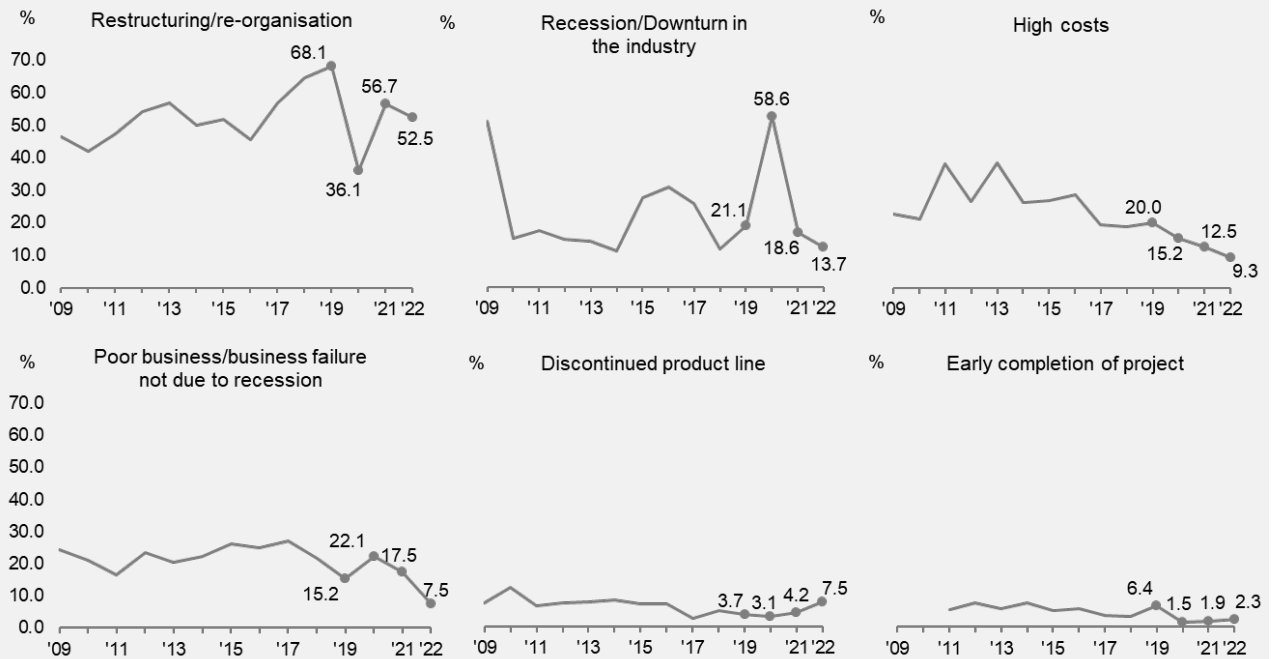 Restructuring/re-organisation
%
70.0
60.0
50.0
40.0
30.0
20.0
10.0
0.0
68.1
56.7
52.5
36.1
'09 '11 '13 '15 '17 '19 '21 '22
Recession/Downturn in
the industry
%
58.6
21.1
18.6
13.7
'09 '11 '13 '15 '17 '19 '21 '22
High costs
%
20.0
15.2
12.5
9.3
'09 '11 '13 '15 '17 '19 '21 '22
Poor business/business failure
not due to recession
%
70.0
60.0
50.0
40.0
30.0
20.0
10.0
0.0
22.1
17.5
15.2
7.5
'09 '11 '13 '15 '17 '19 '21 '22
Discontinued product line
%
3.7 3.1 4.2 7.5
'09 '11 '13 '15 '17 '19 '21 '22
Early completion of project
%
6.4
1.5 1.9 2.3
'09 '11 '13 '15 '17 '19 '21 '22